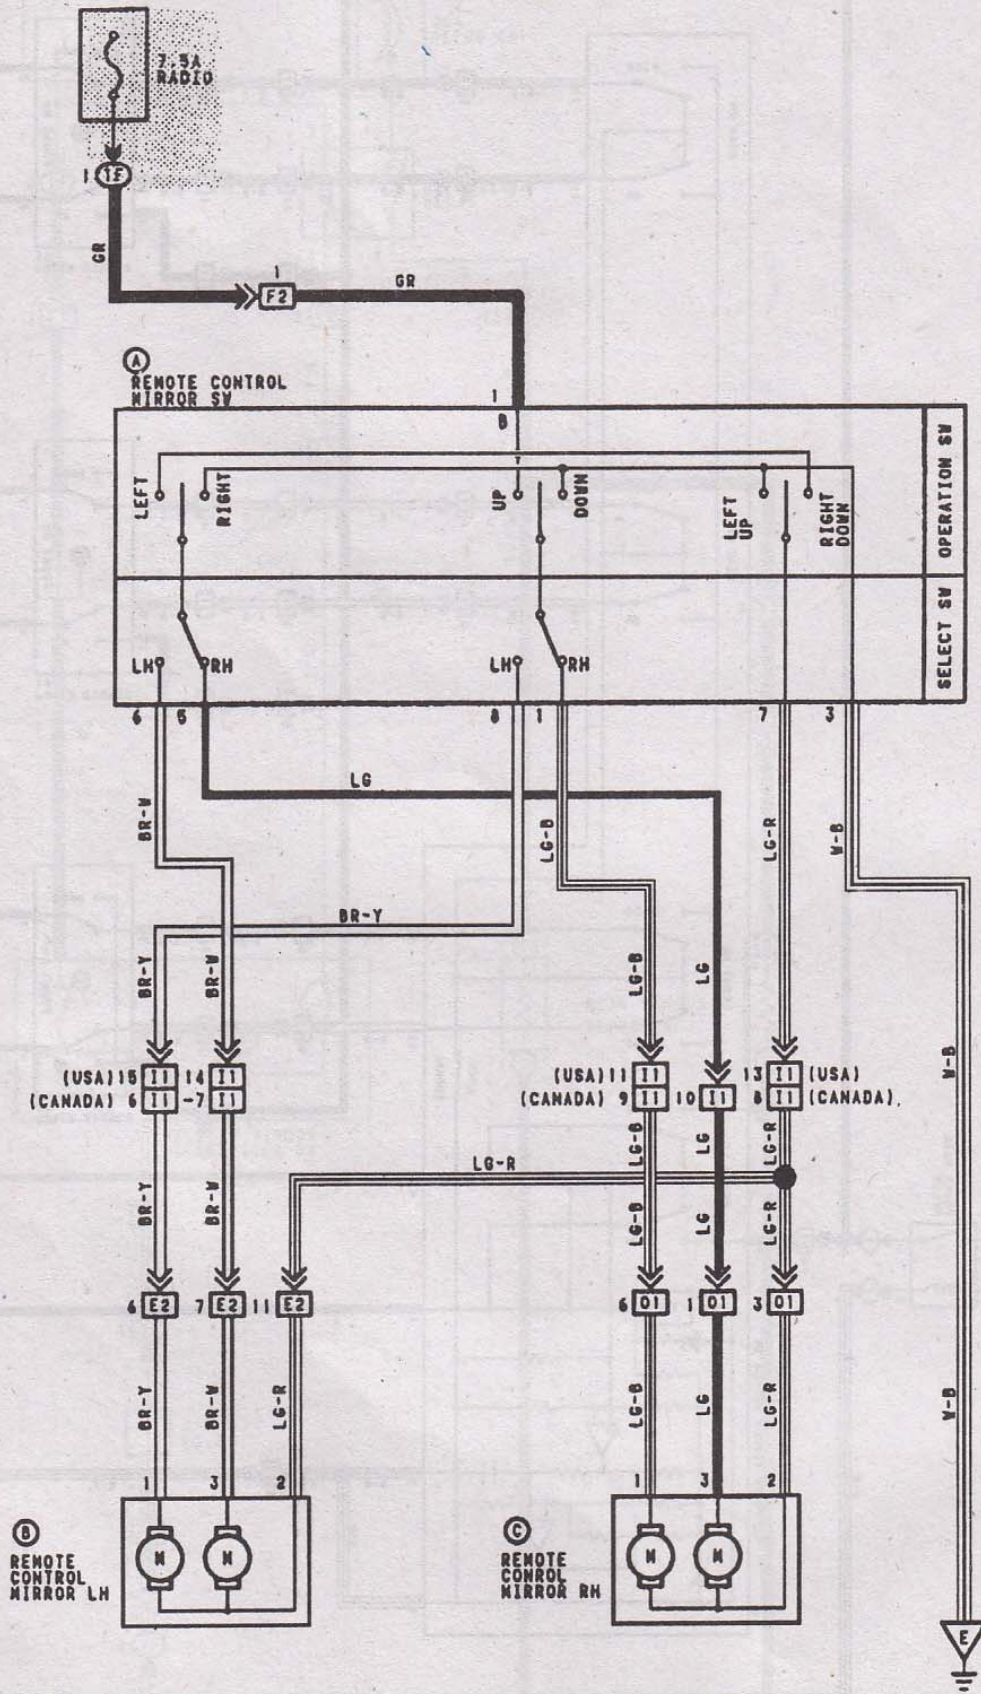 7.5A
RADIO
1 1F
GR
1
F2
GR
A
REMOTE CONTROL
MIRROR SW
1
B
LEFT
RIGHT
UP
DOWN
LEFT
UP
RIGHT
DOWN
OPERATION SW
LH
RH
LH
RH
SELECT SW
6
5
8
1
7
3
LG
BR-W
LG-B
LG-R
W-B
BR-Y
BR-Y
BR-W
LG-B
LG
W-B
(USA)15 I1 14 I1
(CANADA) 6 I1 -7 I1
(USA)11 I1
(CANADA) 9 I1
10 I1
13 I1 (USA)
8 I1 (CANADA).
LG-B
LG
LG-R
LG-R
BR-Y
BR-W
LG-B
LG
LG-R
6 E2 7 E2 11 E2
6 O1 1 O1 3 O1
BR-Y
BR-W
LG-R
LG-B
LG
LG-R
W-B
1
3
2
1
3
2
B
REMOTE
CONTROL
MIRROR LH
M
M
C
REMOTE
CONROL
MIRROR RH
M
M
E